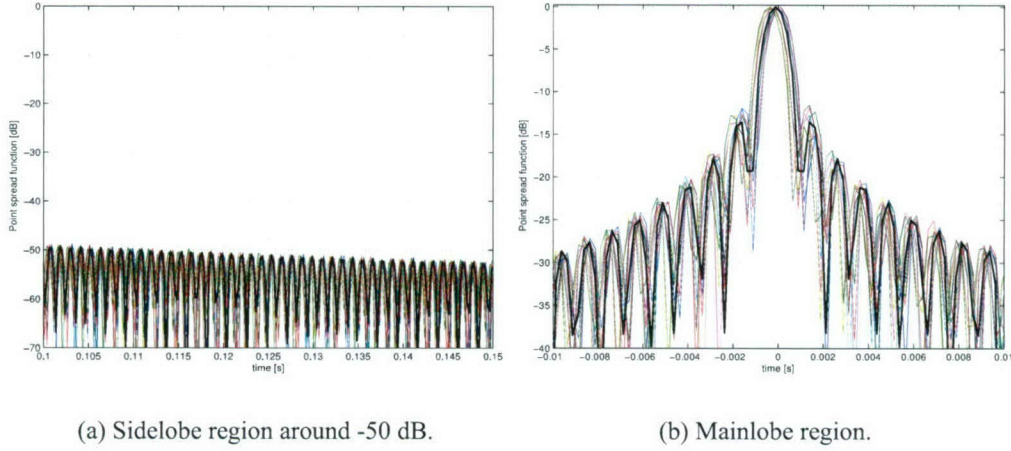 0
−10
−20
−30
−40
−50
−60
−70
Point spread function [dB]
0.1 0.105 0.11 0.115 0.12 0.125 0.13 0.135 0.14 0.145 0.15
time [s]
0
−5
−10
−15
−20
−25
−30
−35
−40
Point spread function [dB]
−0.01 −0.008 −0.006 −0.004 −0.002 0 0.002 0.004 0.006 0.008 0.01
time [s]
(a) Sidelobe region around -50 dB.
(b) Mainlobe region.